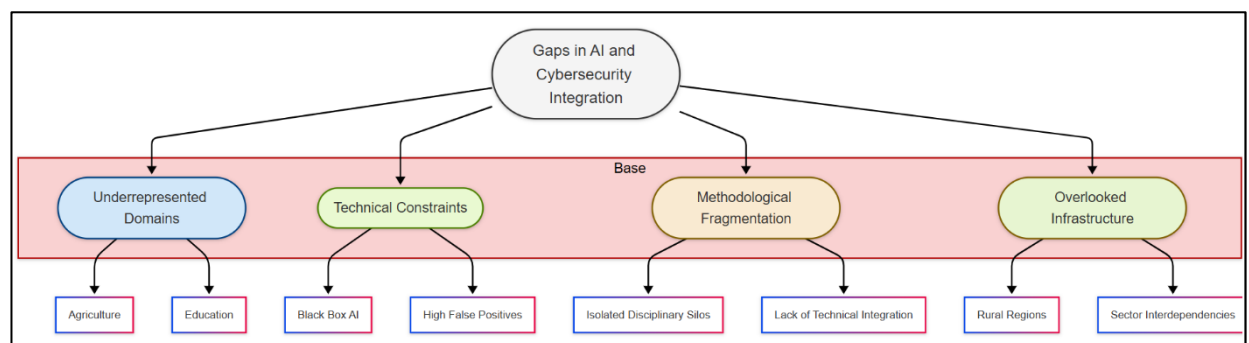 Gaps in AI and
Cybersecurity
Integration
Base
Underrepresented
Domains
Technical Constraints
Methodological
Fragmentation
Overlooked
Infrastructure
Agriculture
Education
Black Box AI
High False Positives
Isolated Disciplinary Silos
Lack of Technical Integration
Rural Regions
Sector Interdependencies